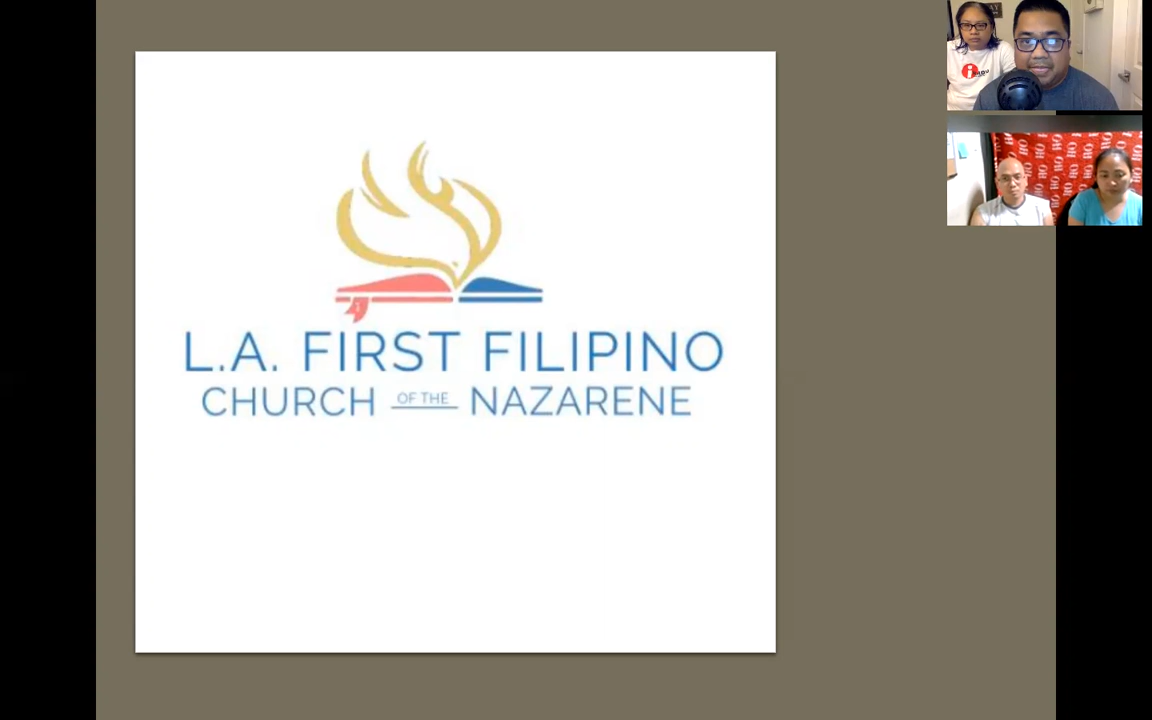 L.A. FIRST FILIPINO
CHURCH OF THE NAZARENE